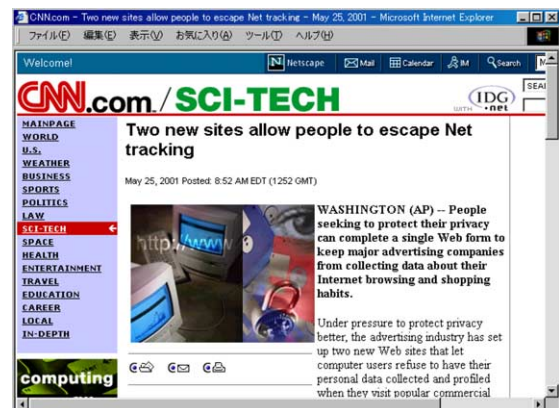 CNN.com - Two new sites allow people to escape Net tracking - May 25, 2001 - Microsoft Internet Explorer
ファイル(F) 編集(E) 表示(V) お気に入り(A) ツール(T) ヘルプ(H)
Welcome! N Netscape Mail Calendar IM Search
CNN.com./SCI-TECH WITH IDG .net SEA
MAINPAGE
WORLD
U.S.
WEATHER
BUSINESS
SPORTS
POLITICS
LAW
SCI-TECH
SPACE
HEALTH
ENTERTAINMENT
TRAVEL
EDUCATION
CAREER
LOCAL
IN-DEPTH
computing
Two new sites allow people to escape Net
tracking
May 25, 2001 Posted: 8:52 AM EDT (1252 GMT)
http://www
WASHINGTON (AP) -- People
seeking to protect their privacy
can complete a single Web form to
keep major advertising companies
from collecting data about their
Internet browsing and shopping
habits.
Under pressure to protect privacy
better, the advertising industry has set
up two new Web sites that let
computer users refuse to have their
personal data collected and profiled
when they visit popular commercial